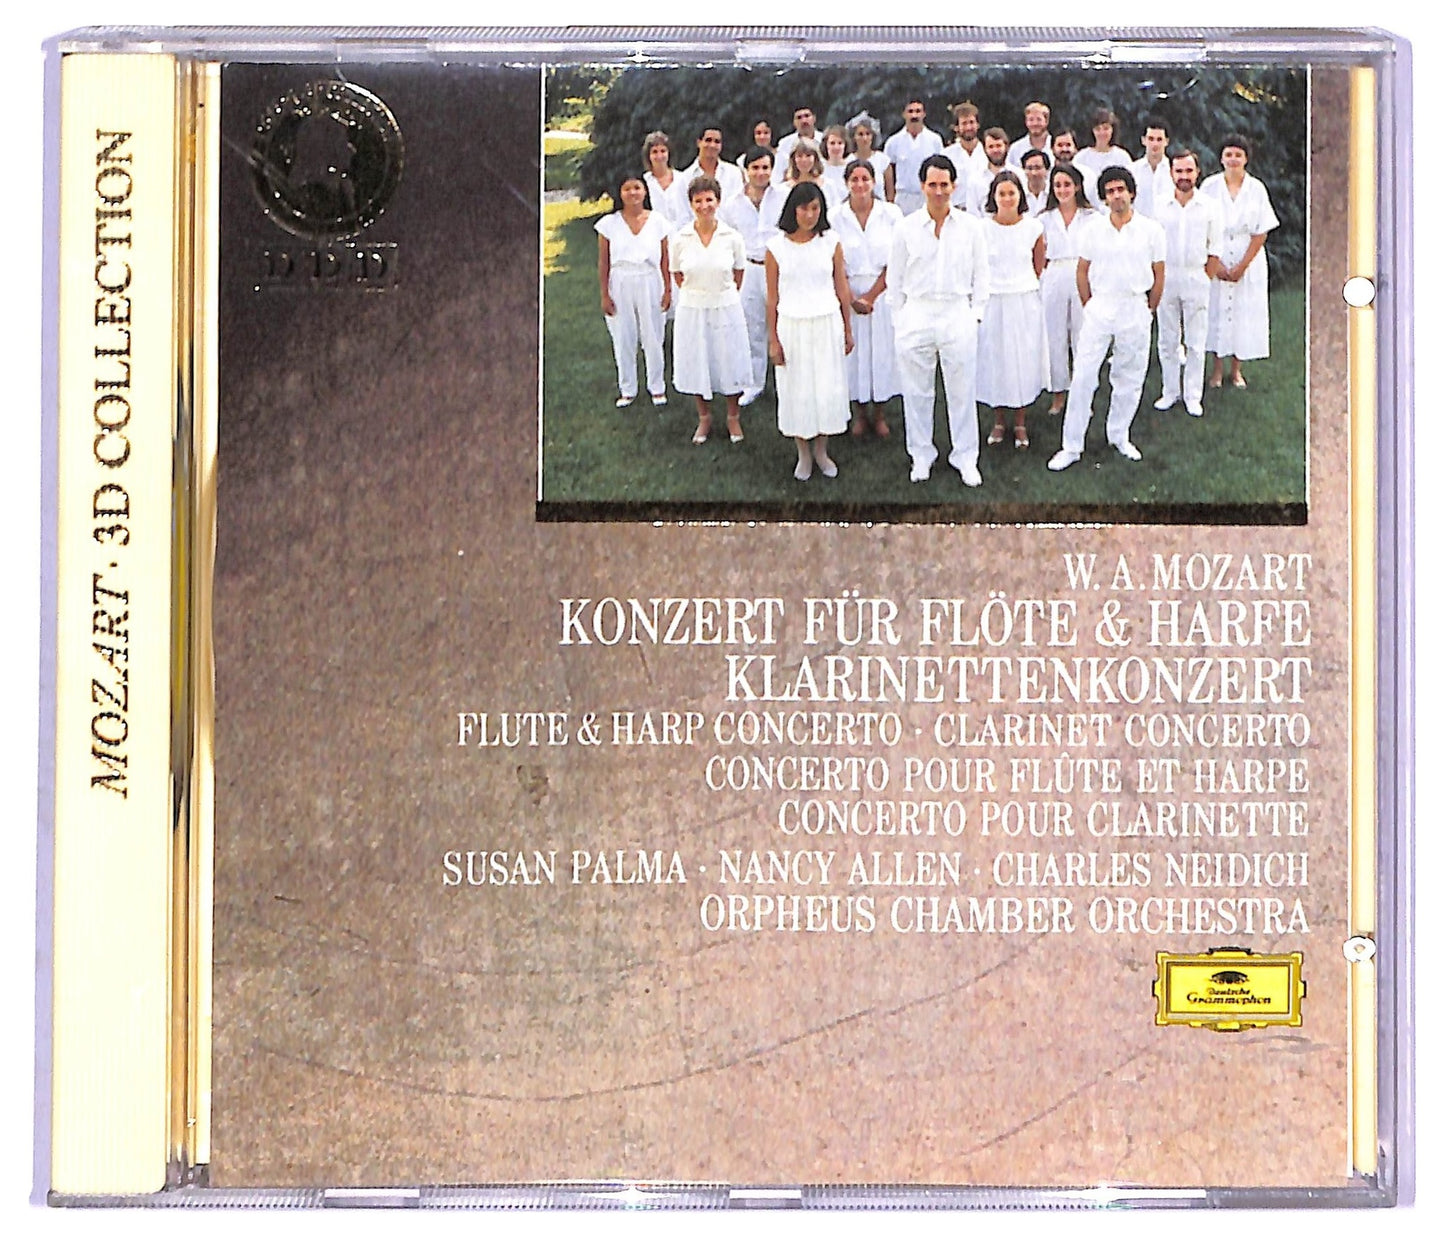 MOZART · 3D COLLECTION
D D D
W. A. MOZART
KONZERT FÜR FLÖTE & HARFE
KLARINETTENKONZERT
FLUTE & HARP CONCERTO · CLARINET CONCERTO
CONCERTO POUR FLÛTE ET HARPE
CONCERTO POUR CLARINETTE
SUSAN PALMA · NANCY ALLEN · CHARLES NEIDICH
ORPHEUS CHAMBER ORCHESTRA
Deutsche
Grammophon